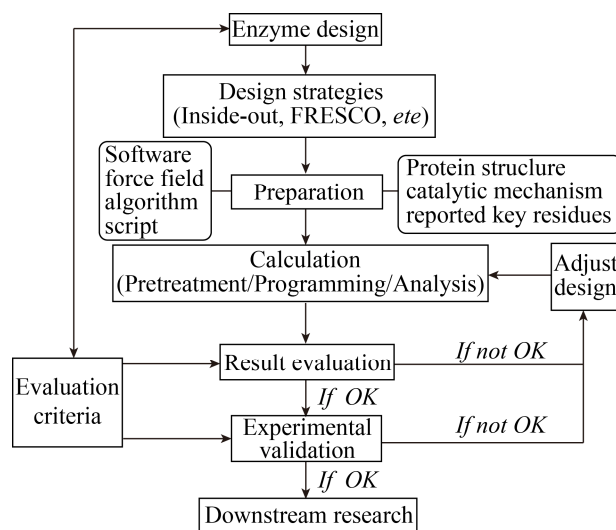 Enzyme design
Design strategies
(Inside-out, FRESCO, ete)
Software
force field
algorithm
script
Preparation
Protein struclure
catalytic mechanism
reported key residues
Calculation
(Pretreatment/Programming/Analysis)
Adjust
design
Evaluation
criteria
Result evaluation
If not OK
If OK
Experimental
validation
If not OK
If OK
Downstream research